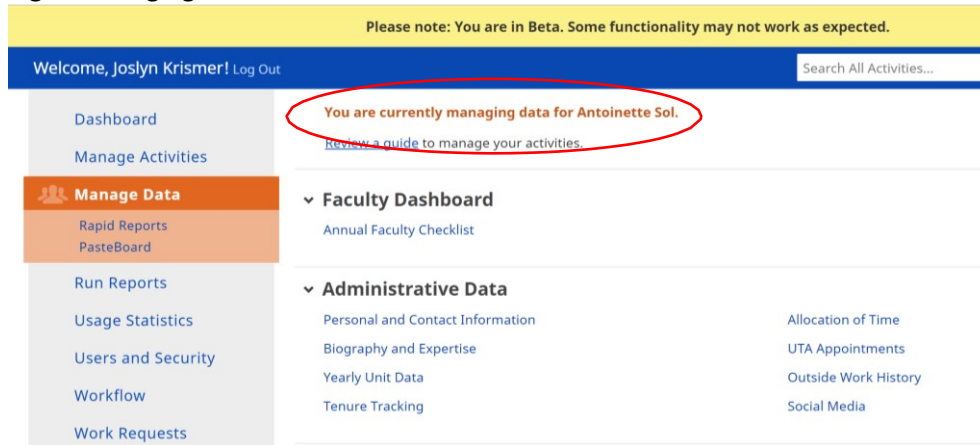 Please note: You are in Beta. Some functionality may not work as expected.
Welcome, Joslyn Krismer! Log Out
Search All Activities...
Dashboard
Manage Activities
Manage Data
Rapid Reports
PasteBoard
Run Reports
Usage Statistics
Users and Security
Workflow
Work Requests
You are currently managing data for Antoinette Sol.
Review a guide to manage your activities.
Faculty Dashboard
Annual Faculty Checklist
Administrative Data
Personal and Contact Information
Biography and Expertise
Yearly Unit Data
Tenure Tracking
Allocation of Time
UTA Appointments
Outside Work History
Social Media